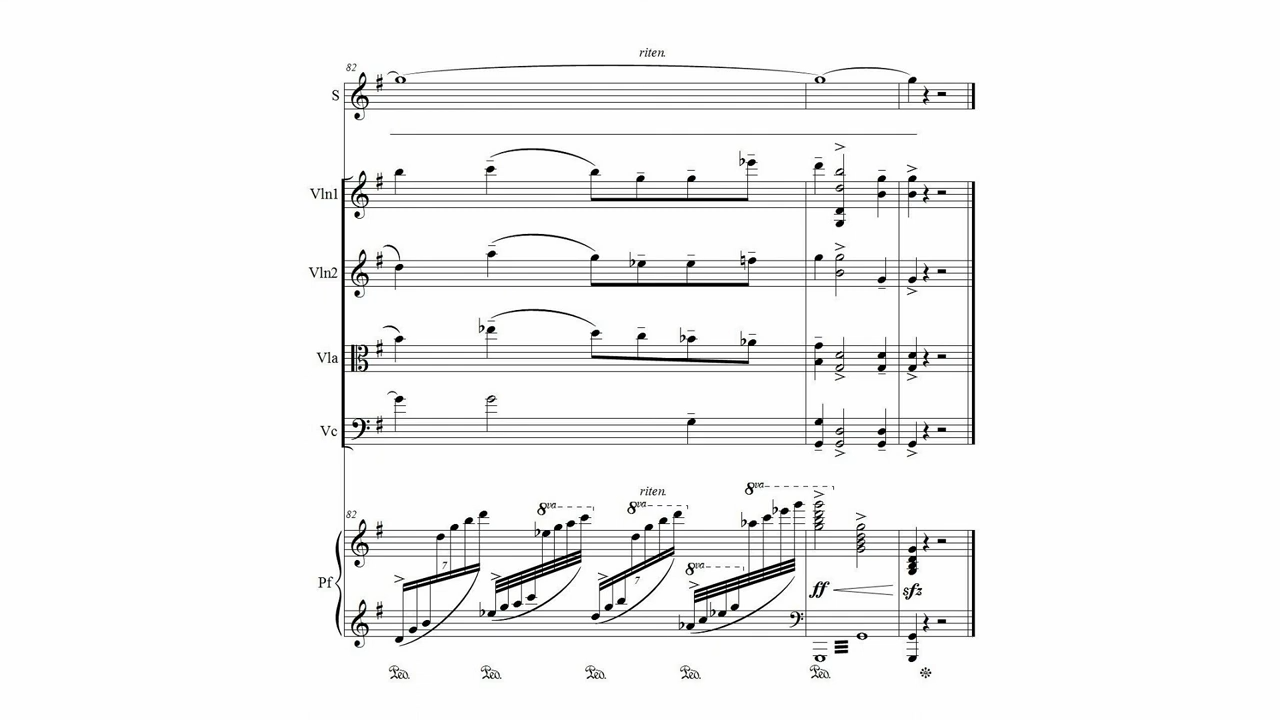 riten.
82
S
Vln1
Vln2
Vla
Vc
riten.
82
8va 8va 8va
8va
7 7
Pf
ff sfz
Ped. Ped. Ped. Ped. Ped.